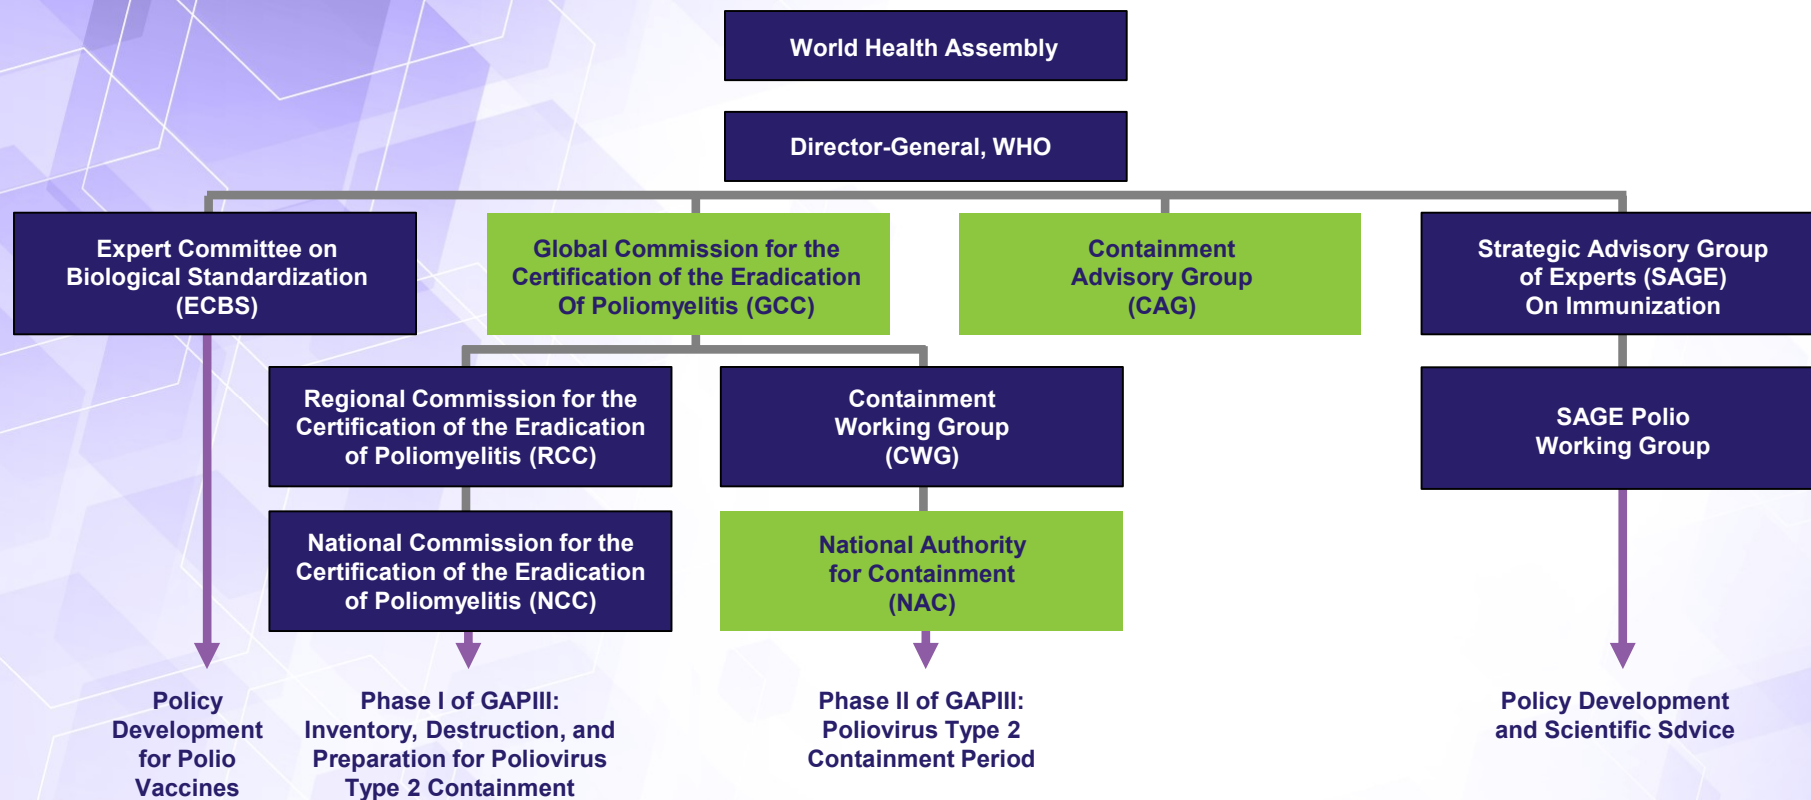 World Health Assembly
Director-General, WHO
Expert Committee on
Biological Standardization
(ECBS)
Global Commission for the
Certification of the Eradication
Of Poliomyelitis (GCC)
Containment
Advisory Group
(CAG)
Strategic Advisory Group
of Experts (SAGE)
On Immunization
Regional Commission for the
Certification of the Eradication
of Poliomyelitis (RCC)
Containment
Working Group
(CWG)
SAGE Polio
Working Group
National Commission for the
Certification of the Eradication
of Poliomyelitis (NCC)
National Authority
for Containment
(NAC)
Policy
Development
for Polio
Vaccines
Phase I of GAPIII:
Inventory, Destruction, and
Preparation for Poliovirus
Type 2 Containment
Phase II of GAPIII:
Poliovirus Type 2
Containment Period
Policy Development
and Scientific Sdvice